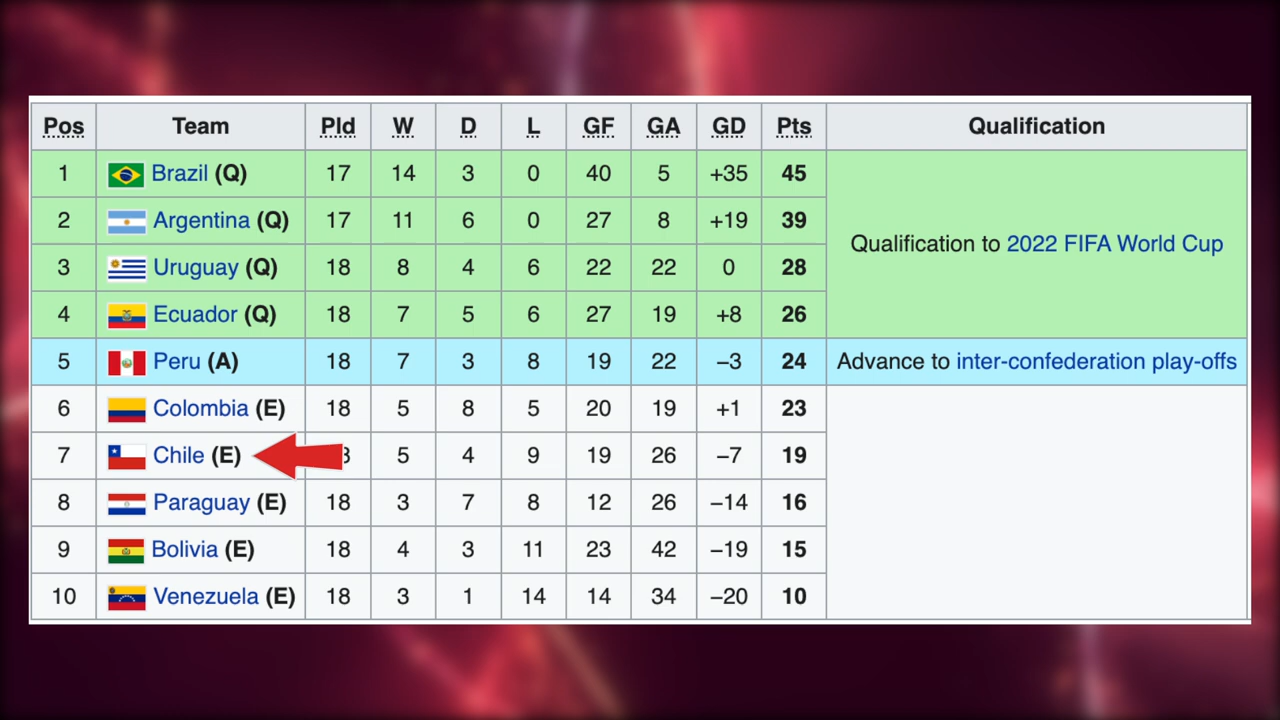 Pos Team Pld W D L GF GA GD Pts Qualification
1 Brazil (Q) 17 14 3 0 40 5 +35 45
2 Argentina (Q) 17 11 6 0 27 8 +19 39
Qualification to 2022 FIFA World Cup
3 Uruguay (Q) 18 8 4 6 22 22 0 28
4 Ecuador (Q) 18 7 5 6 27 19 +8 26
5 Peru (A) 18 7 3 8 19 22 −3 24 Advance to inter-confederation play-offs
6 Colombia (E) 18 5 8 5 20 19 +1 23
7 Chile (E) 5 4 9 19 26 −7 19
8 Paraguay (E) 18 3 7 8 12 26 −14 16
9 Bolivia (E) 18 4 3 11 23 42 −19 15
10 Venezuela (E) 18 3 1 14 14 34 −20 10